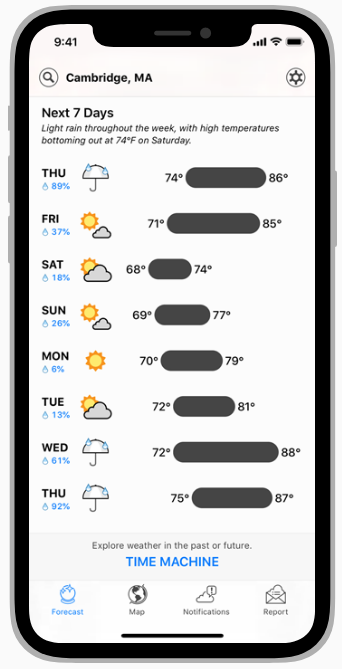 9:41
Cambridge, MA
Next 7 Days
Light rain throughout the week, with high temperatures
bottoming out at 74°F on Saturday.
THU 74° 86°
89%
FRI 71° 85°
37%
SAT 68° 74°
18%
SUN 69° 77°
26%
MON 70° 79°
6%
TUE 72° 81°
13%
WED 72° 88°
61%
THU 75° 87°
92%
Explore weather in the past or future.
TIME MACHINE
Forecast Map Notifications Report